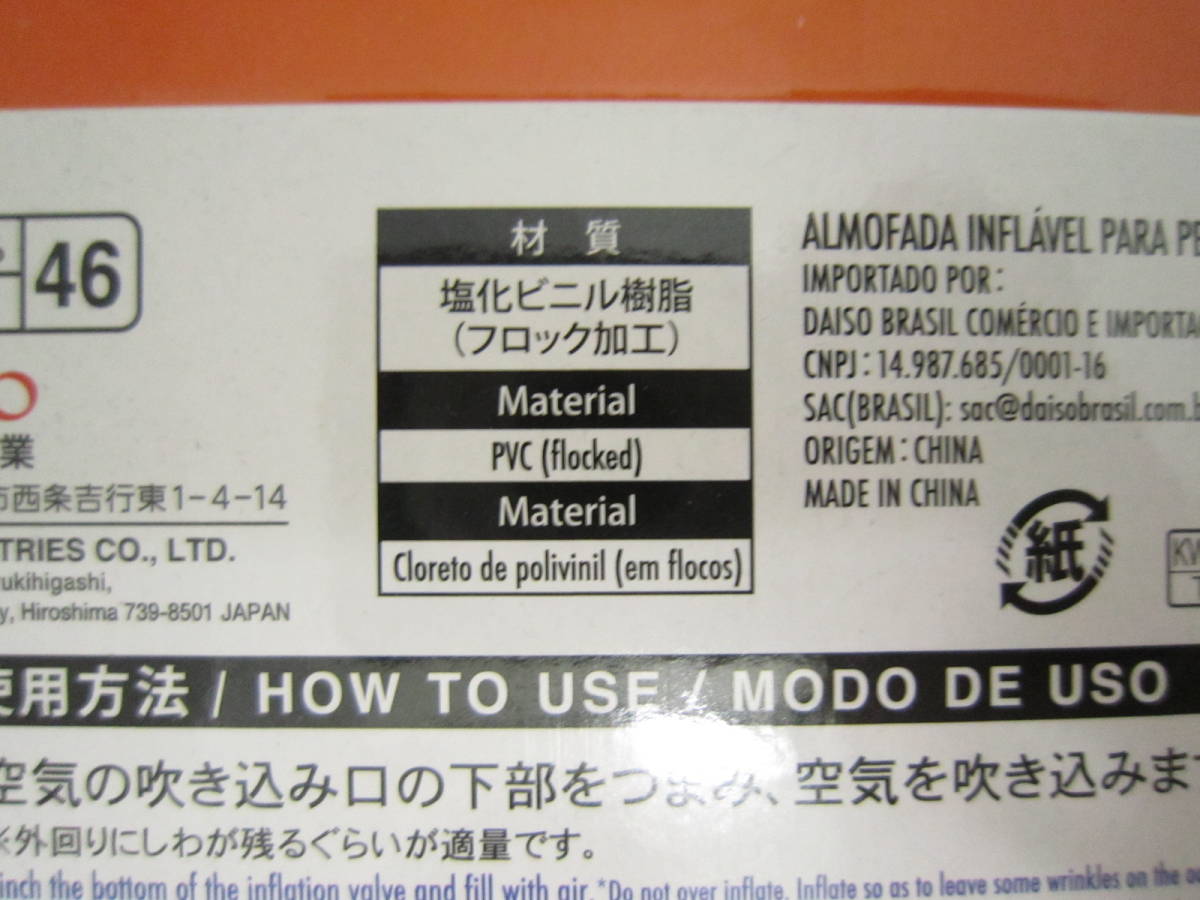 46
業
市西条吉行東1-4-14
TRIES CO., LTD.
ukihigashi,
y, Hiroshima 739-8501 JAPAN
材 質
塩化ビニル樹脂
(フロック加工)
Material
PVC (flocked)
Material
Cloreto de polivinil (em flocos)
ALMOFADA INFLÁVEL PARA PE
IMPORTADO POR:
DAISO BRASIL COMÉRCIO E IMPORTA
CNPJ: 14.987.685/0001-16
SAC(BRASIL): sac@daisobrasil.com.b
ORIGEM: CHINA
MADE IN CHINA
紙
使用方法 / HOW TO USE / MODO DE USO
空気の吹き込み口の下部をつまみ、空気を吹き込みます
※外回りにしわが残るぐらいが適量です。
inch the bottom of the inflation valve and fill with air. *Do not over inflate. Inflate so as to leave some wrinkles on the ou